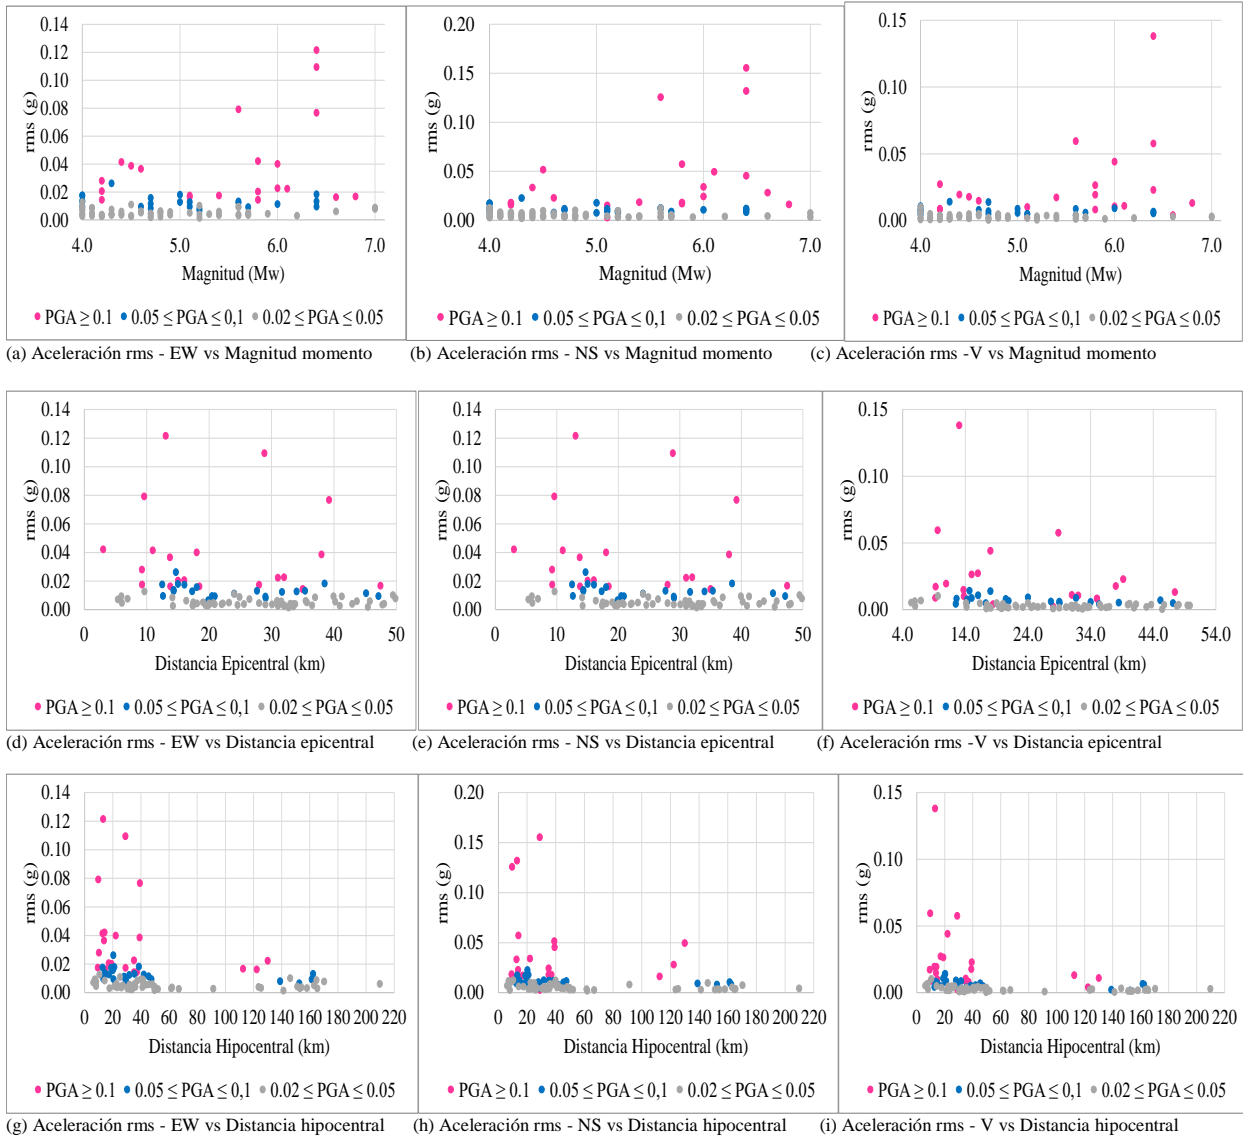 0.14
0.12
0.10
0.08
0.06
0.04
0.02
0.00
rms (g)
4.0 5.0 6.0 7.0
Magnitud (Mw)
PGA ≥ 0.1 0.05 ≤ PGA ≤ 0,1 0.02 ≤ PGA ≤ 0.05
(a) Aceleración rms - EW vs Magnitud momento
0.20
0.15
0.10
0.05
0.00
rms (g)
4.0 5.0 6.0 7.0
Magnitud (Mw)
PGA ≥ 0.1 0.05 ≤ PGA ≤ 0,1 0.02 ≤ PGA ≤ 0.05
(b) Aceleración rms - NS vs Magnitud momento
0.15
0.10
0.05
0.00
rms (g)
4.0 5.0 6.0 7.0
Magnitud (Mw)
PGA ≥ 0.1 0.05 ≤ PGA ≤ 0,1 0.02 ≤ PGA ≤ 0.05
(c) Aceleración rms -V vs Magnitud momento
0.14
0.12
0.10
0.08
0.06
0.04
0.02
0.00
rms (g)
0 10 20 30 40 50
Distancia Epicentral (km)
PGA ≥ 0.1 0.05 ≤ PGA ≤ 0,1 0.02 ≤ PGA ≤ 0.05
(d) Aceleración rms - EW vs Distancia epicentral
0.14
0.12
0.10
0.08
0.06
0.04
0.02
0.00
rms (g)
0 10 20 30 40 50
Distancia Epicentral (km)
PGA ≥ 0.1 0.05 ≤ PGA ≤ 0,1 0.02 ≤ PGA ≤ 0.05
(e) Aceleración rms - NS vs Distancia epicentral
0.15
0.10
0.05
0.00
rms (g)
4.0 14.0 24.0 34.0 44.0 54.0
Distancia Epicentral (km)
PGA ≥ 0.1 0.05 ≤ PGA ≤ 0,1 0.02 ≤ PGA ≤ 0.05
(f) Aceleración rms -V vs Distancia epicentral
0.14
0.12
0.10
0.08
0.06
0.04
0.02
0.00
rms (g)
0 20 40 60 80 100 120 140 160 180 200 220
Distancia Hipocentral (km)
PGA ≥ 0.1 0.05 ≤ PGA ≤ 0,1 0.02 ≤ PGA ≤ 0.05
(g) Aceleración rms - EW vs Distancia hipocentral
0.20
0.15
0.10
0.05
0.00
rms (g)
0 20 40 60 80 100 120 140 160 180 200 220
Distancia Hipocentral (km)
PGA ≥ 0.1 0.05 ≤ PGA ≤ 0,1 0.02 ≤ PGA ≤ 0.05
(h) Aceleración rms - NS vs Distancia hipocentral
0.15
0.10
0.05
0.00
rms (g)
0 20 40 60 80 100 120 140 160 180 200 220
Distancia Hipocentral (km)
PGA ≥ 0.1 0.05 ≤ PGA ≤ 0,1 0.02 ≤ PGA ≤ 0.05
(i) Aceleración rms - V vs Distancia hipocentral